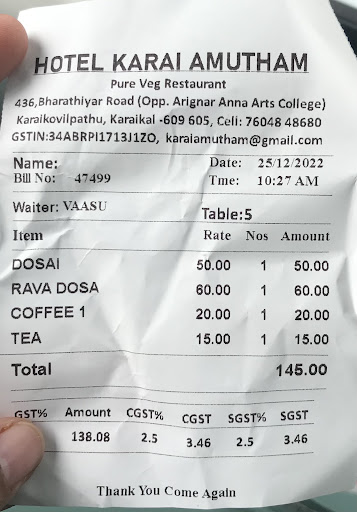 HOTEL KARAI AMUTHAM
Pure Veg Restaurant
436,Bharathiyar Road (Opp. Arignar Anna Arts College)
Karaikovilpathu, Karaikal -609 605, Cell: 76048 48680
GSTIN:34ABRPI1713J1ZO, karaiamutham@gmail.com
Name: Date: 25/12/2022
Bill No: 47499 Tme: 10:27 AM
Waiter: VAASU Table:5
Item Rate Nos Amount
DOSAI 50.00 1 50.00
RAVA DOSA 60.00 1 60.00
COFFEE 1 20.00 1 20.00
TEA 15.00 1 15.00
Total 145.00
GST% Amount CGST% CGST SGST% SGST
138.08 2.5 3.46 2.5 3.46
Thank You Come Again